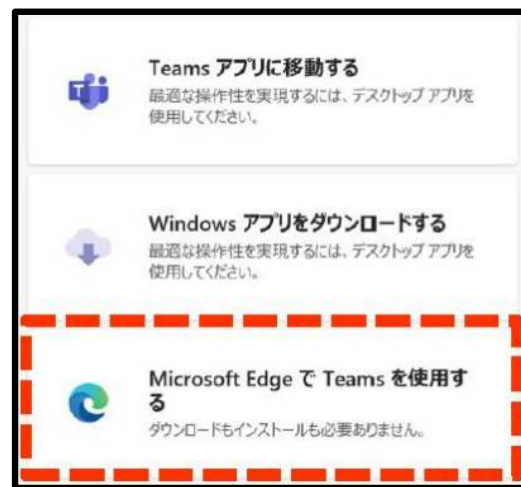 Teams アプリに移動する
最適な操作性を実現するには、デスクトップ アプリを
使用してください。
Windows アプリをダウンロードする
最適な操作性を実現するには、デスクトップ アプリを
使用してください。
Microsoft Edge で Teams を使用す
る
ダウンロードもインストールも必要ありません。